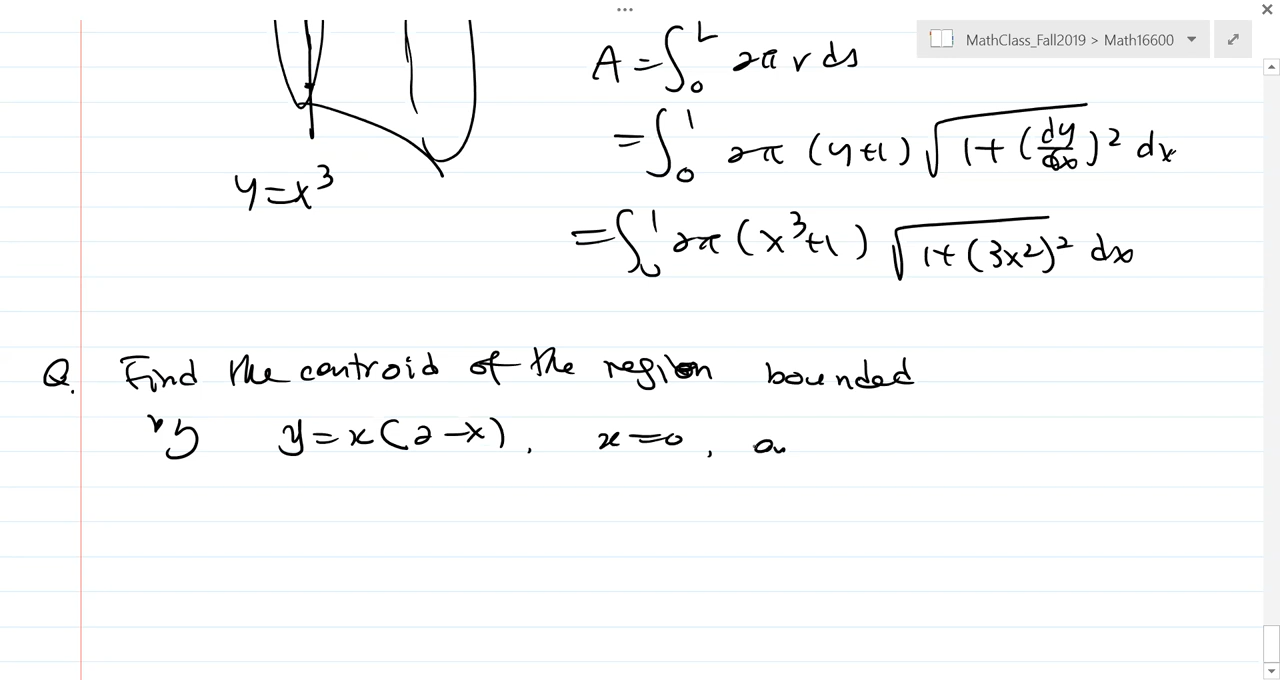 MathClass_Fall2019 > Math16600
A = ∫₀ᴸ 2π r ds
= ∫₀¹ 2π (y+1) √(1+(dy/dx)²) dx
y = x³
= ∫₀¹ 2π (x³+1) √(1+(3x²)²) dx
Q. Find the centroid of the region bounded
by y = x(2-x), x=0,